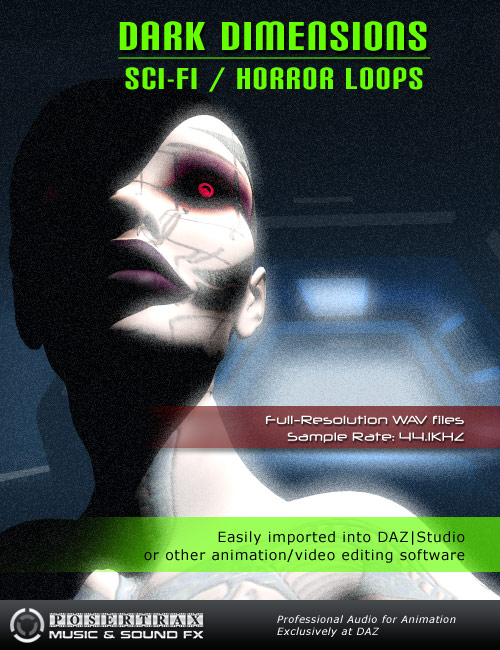 DARK DIMENSIONS
SCI-FI / HORROR LOOPS
Full-Resolution WAV files
Sample Rate: 44.1KHZ
Easily imported into DAZ|Studio
or other animation/video editing software
POSERTRAX
MUSIC & SOUND FX
Professional Audio for Animation
Exclusively at DAZ